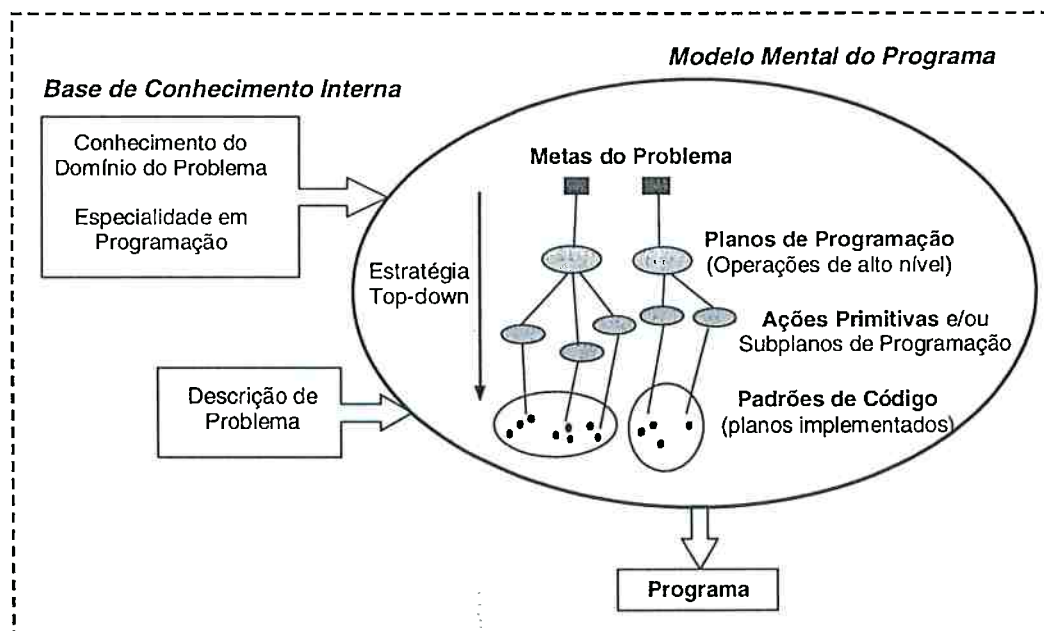 Modelo Mental do Programa
Base de Conhecimento Interna
Conhecimento do
Domínio do Problema
Especialidade em
Programação
Metas do Problema
Estratégia
Top-down
Planos de Programação
(Operações de alto nível)
Ações Primitivas e/ou
Subplanos de Programação
Descrição de
Problema
Padrões de Código
(planos implementados)
Programa